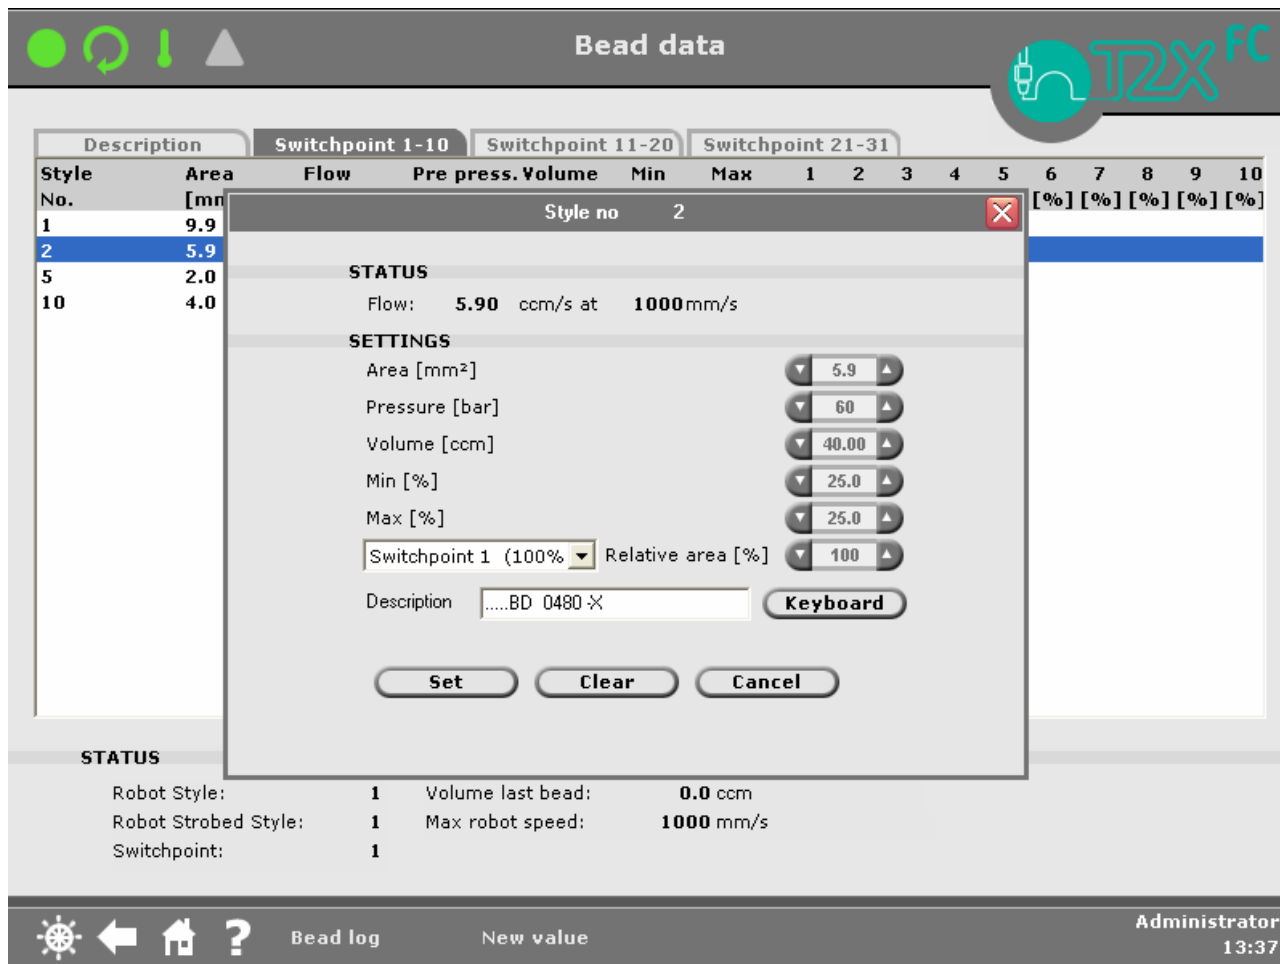 Bead data
T2X FC
Description Switchpoint 1-10 Switchpoint 11-20 Switchpoint 21-31
Style Area Flow Pre press. Volume Min Max 1 2 3 4 5 6 7 8 9 10
No. [mm [%] [%] [%] [%] [%]
1 9.9
2 5.9
5 2.0
10 4.0
Style no 2
STATUS
Flow: 5.90 ccm/s at 1000 mm/s
SETTINGS
Area [mm²] 5.9
Pressure [bar] 60
Volume [ccm] 40.00
Min [%] 25.0
Max [%] 25.0
Switchpoint 1 (100% Relative area [%] 100
Description .....BD 0480-X Keyboard
Set Clear Cancel
STATUS
Robot Style: 1 Volume last bead: 0.0 ccm
Robot Strobed Style: 1 Max robot speed: 1000 mm/s
Switchpoint: 1
? Bead log New value Administrator
13:37